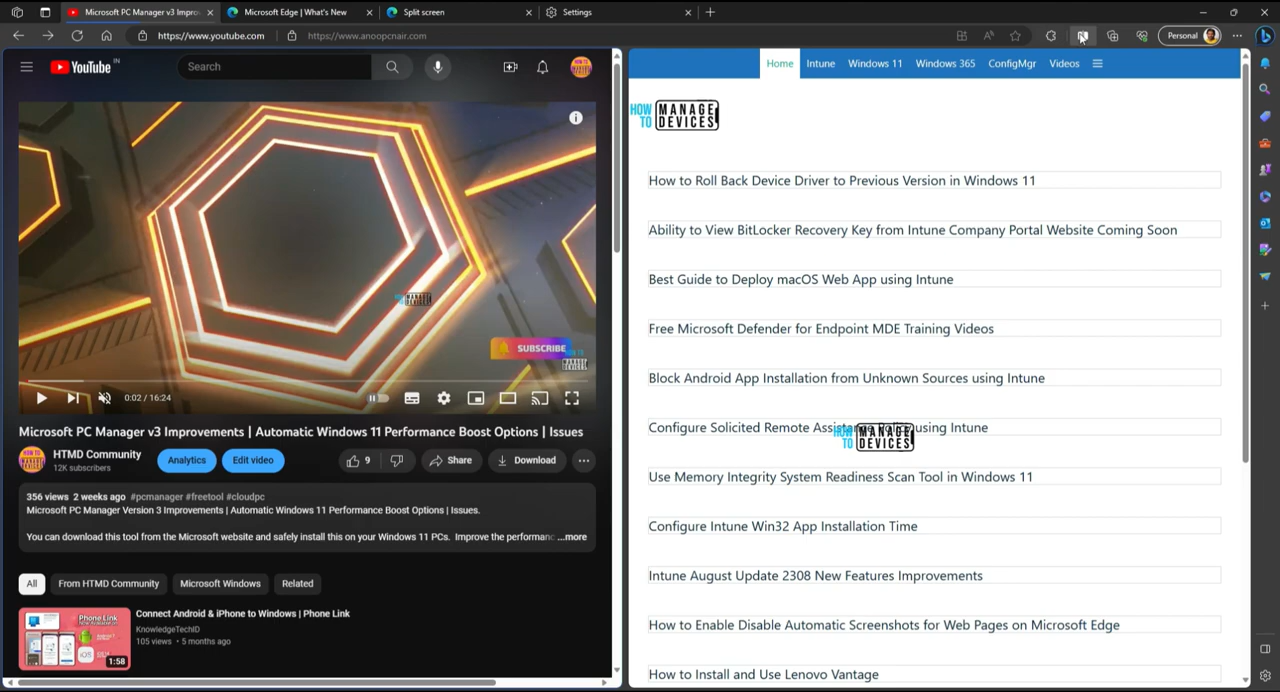 Microsoft PC Manager v3 Impro
Microsoft Edge | What's New
Split screen
Settings
https://www.youtube.com
https://www.anoopcnair.com
Personal
YouTube IN
Search
SUBSCRIBE
0:02 / 16:24
Microsoft PC Manager v3 Improvements | Automatic Windows 11 Performance Boost Options | Issues
HTMD Community
12K subscribers
Analytics
Edit video
9
Share
Download
356 views 2 weeks ago #pcmanager #freetool #cloudpc
Microsoft PC Manager Version 3 Improvements | Automatic Windows 11 Performance Boost Options | Issues.
You can download this tool from the Microsoft website and safely install this on your Windows 11 PCs. Improve the performanc ...more
All
From HTMD Community
Microsoft Windows
Related
Phone Link
1:58
Connect Android & iPhone to Windows | Phone Link
KnowledgeTechID
105 views • 5 months ago
Home
Intune
Windows 11
Windows 365
ConfigMgr
Videos
HOW TO MANAGE DEVICES
How to Roll Back Device Driver to Previous Version in Windows 11
Ability to View BitLocker Recovery Key from Intune Company Portal Website Coming Soon
Best Guide to Deploy macOS Web App using Intune
Free Microsoft Defender for Endpoint MDE Training Videos
Block Android App Installation from Unknown Sources using Intune
Configure Solicited Remote Assistance Policy using Intune
HOW TO MANAGE DEVICES
Use Memory Integrity System Readiness Scan Tool in Windows 11
Configure Intune Win32 App Installation Time
Intune August Update 2308 New Features Improvements
How to Enable Disable Automatic Screenshots for Web Pages on Microsoft Edge
How to Install and Use Lenovo Vantage